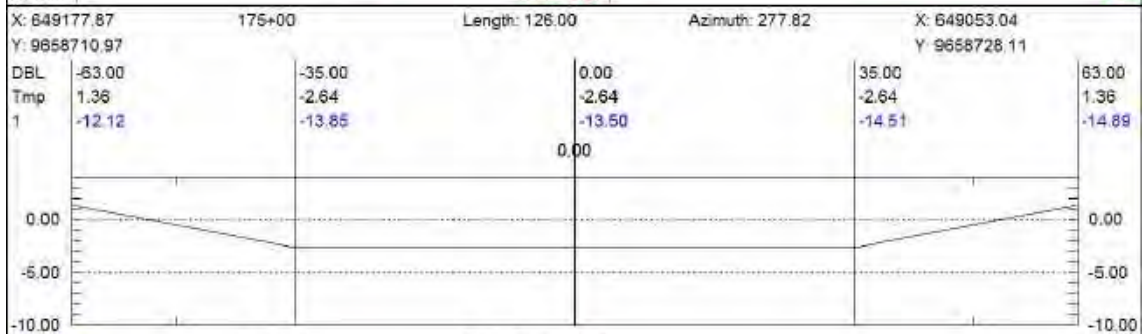 X: 649177.87 175+00 Length: 126.00 Azimuth: 277.82 X: 649053.04
Y: 9658710.97 Y: 9658728.11
DBL -63.00 -35.00 0.00 35.00 63.00
Tmp 1.36 -2.64 -2.64 -2.64 1.36
1 -12.12 -13.85 -13.50 -14.51 -14.89
0.00
0.00 0.00
-5.00 -5.00
-10.00 -10.00